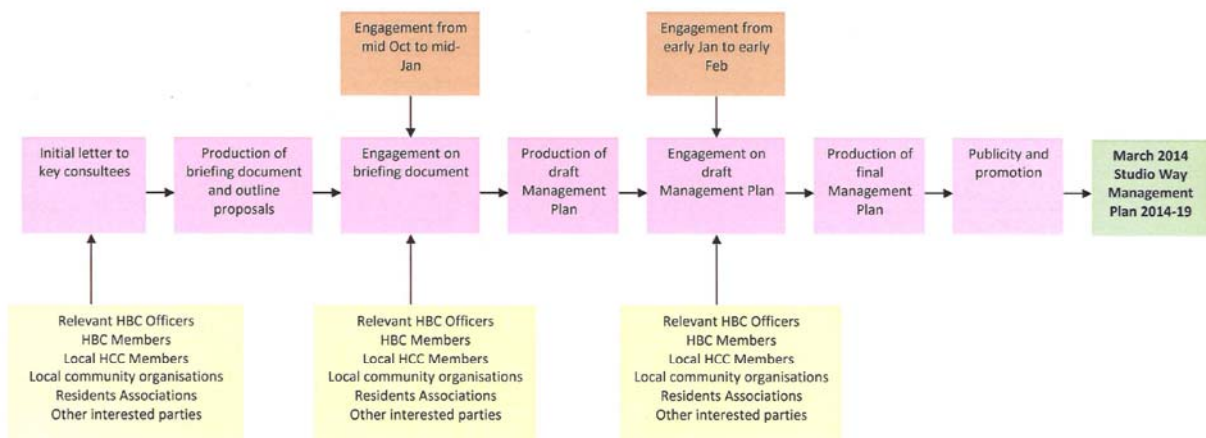 Engagement from
mid Oct to mid-
Jan
Engagement from
early Jan to early
Feb
Initial letter to
key consultees
Production of
briefing document
and outline
proposals
Engagement on
briefing document
Production of
draft
Management
Plan
Engagement on
draft
Management Plan
Production of
final
Management
Plan
Publicity and
promotion
March 2014
Studio Way
Management
Plan 2014-19
Relevant HBC Officers
HBC Members
Local HCC Members
Local community organisations
Residents Associations
Other interested parties
Relevant HBC Officers
HBC Members
Local HCC Members
Local community organisations
Residents Associations
Other interested parties
Relevant HBC Officers
HBC Members
Local HCC Members
Local community organisations
Residents Associations
Other interested parties